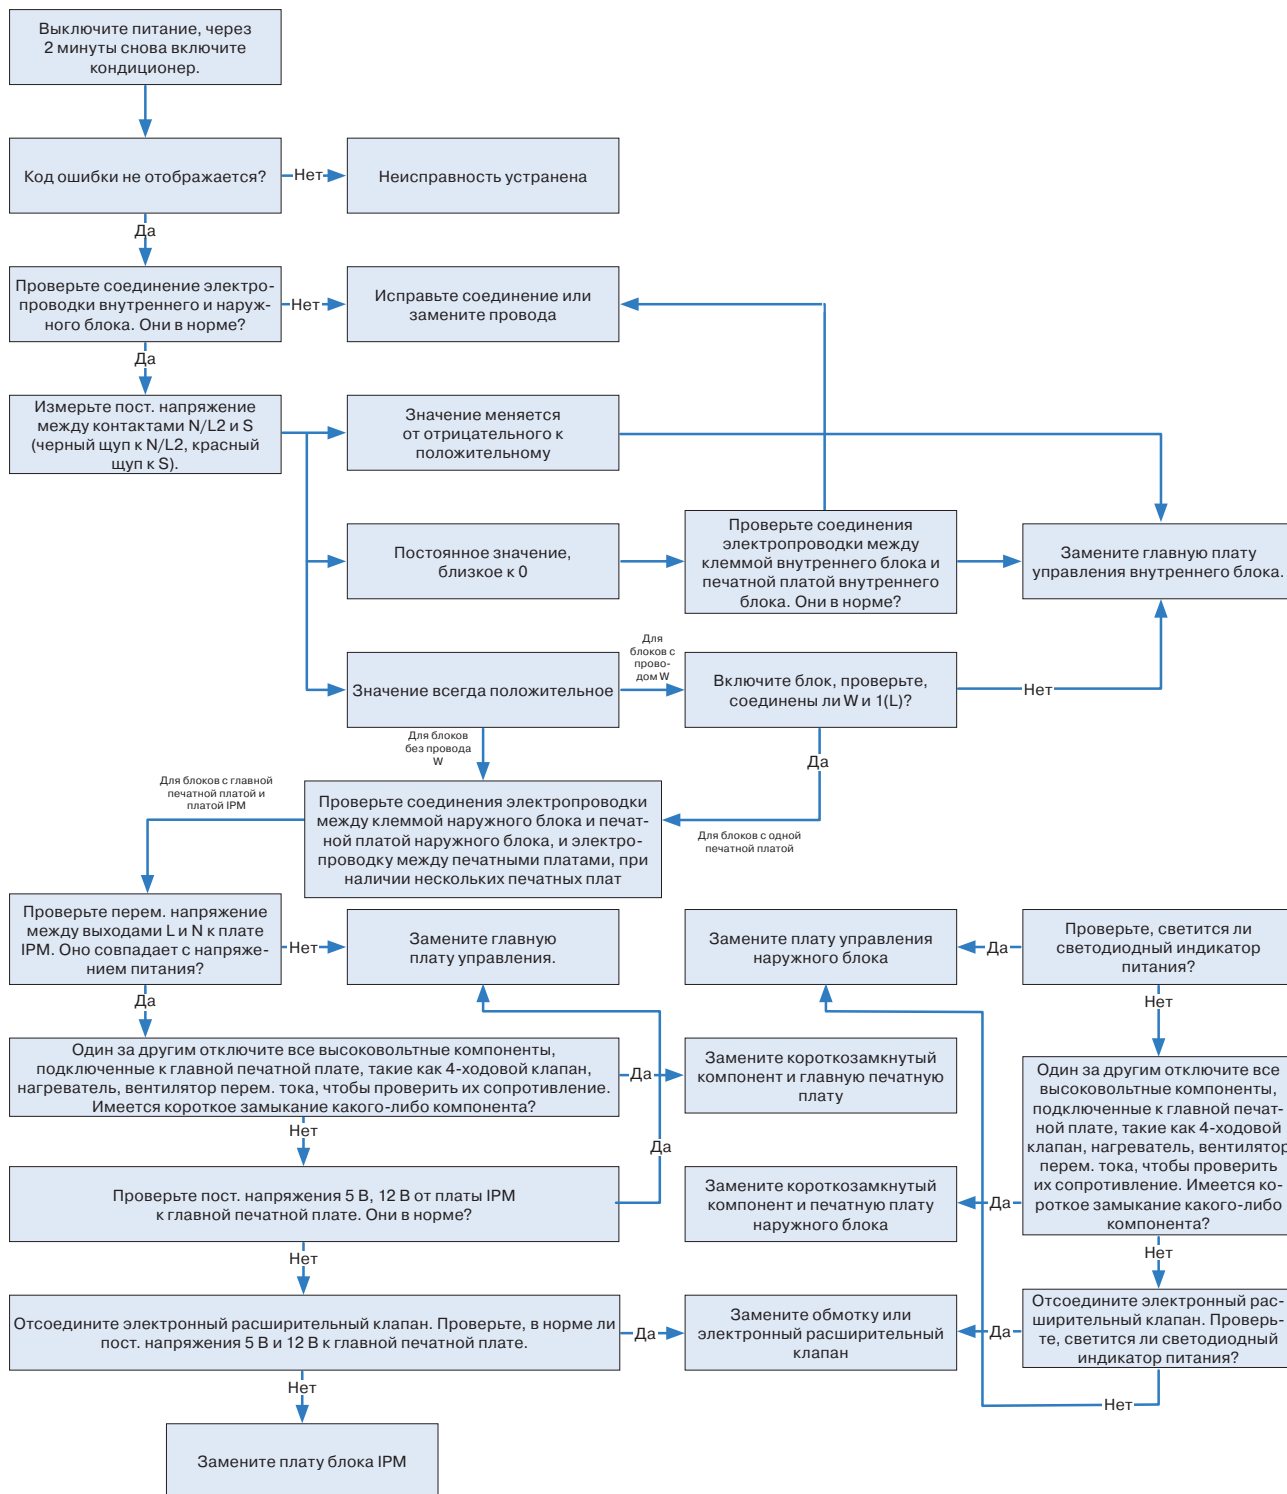 Выключите питание, через
2 минуты снова включите
кондиционер.
Код ошибки не отображается?
Нет
Неисправность устранена
Да
Проверьте соединение электро-
проводки внутреннего и наруж-
ного блока. Они в норме?
Нет
Исправьте соединение или
замените провода
Да
Измерьте пост. напряжение
между контактами N/L2 и S
(черный щуп к N/L2, красный
щуп к S).
Значение меняется
от отрицательного к
положительному
Постоянное значение,
близкое к 0
Проверьте соединения
электропроводки между
клеммой внутреннего блока и
печатной платой внутреннего
блока. Они в норме?
Замените главную плату
управления внутреннего блока.
Значение всегда положительное
Для
блоков с
прово-
дом W
Включите блок, проверьте,
соединены ли W и 1(L)?
Нет
Для блоков
без провода
W
Да
Для блоков с главной
печатной платой и
платой IPM
Проверьте соединения электропроводки
между клеммой наружного блока и печат-
ной платой наружного блока, и электро-
проводку между печатными платами, при
наличии нескольких печатных плат
Для блоков с одной
печатной платой
Проверьте перем. напряжение
между выходами L и N к плате
IPM. Оно совпадает с напряже-
нием питания?
Нет
Замените главную
плату управления.
Замените плату управления
наружного блока
Да
Проверьте, светится ли
светодиодный индикатор
питания?
Да
Нет
Один за другим отключите все высоковольтные компоненты,
подключенные к главной печатной плате, такие как 4-ходовой клапан,
нагреватель, вентилятор перем. тока, чтобы проверить их сопротивление.
Имеется короткое замыкание какого-либо компонента?
Да
Замените короткозамкнутый
компонент и главную печатную
плату
Один за другим отключите все
высоковольтные компоненты,
подключенные к главной печат-
ной плате, такие как 4-ходовой
клапан, нагреватель, вентилятор
перем. тока, чтобы проверить
их сопротивление. Имеется ко-
роткое замыкание какого-либо
компонента?
Нет
Да
Проверьте пост. напряжения 5 В, 12 В от платы IPM
к главной печатной плате. Они в норме?
Замените короткозамкнутый
компонент и печатную плату
наружного блока
Да
Нет
Нет
Отсоедините электронный расширительный клапан. Проверьте, в норме ли
пост. напряжения 5 В и 12 В к главной печатной плате.
Да
Замените обмотку или
электронный расширительный
клапан
Да
Отсоедините электронный рас-
ширительный клапан. Проверь-
те, светится ли светодиодный
индикатор питания?
Нет
Нет
Замените плату блока IPM